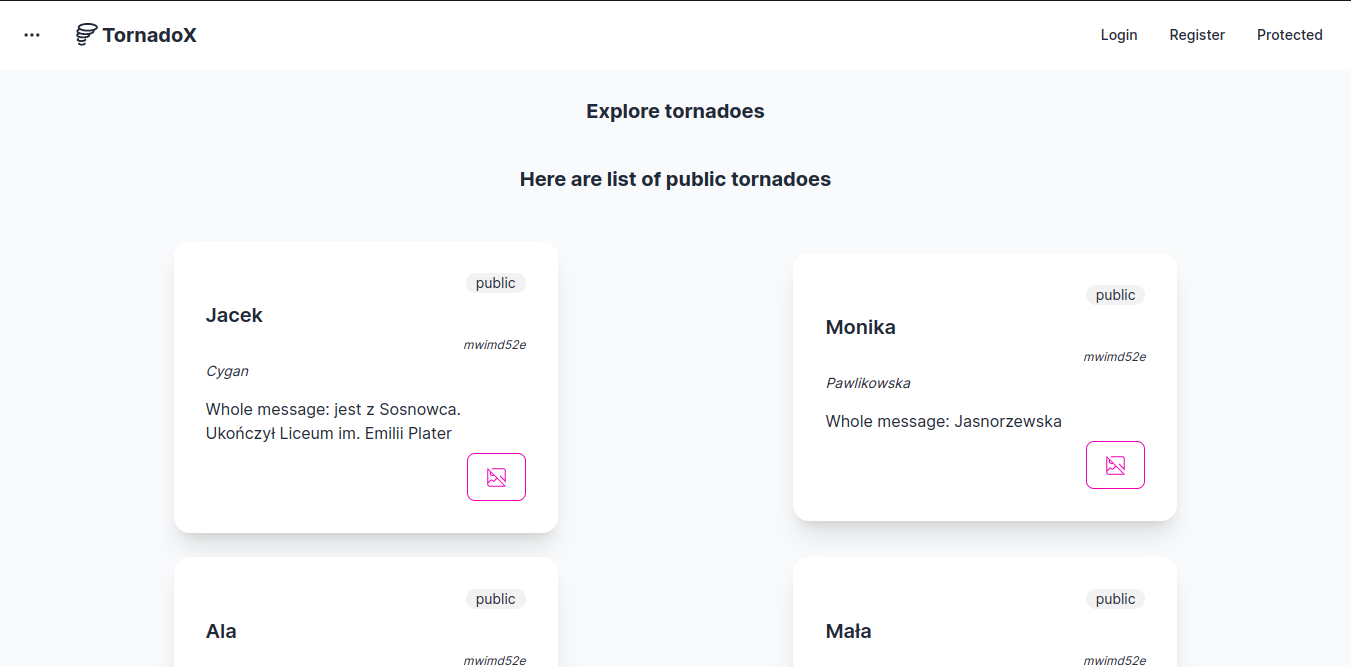 TornadoX
Login
Register
Protected
Explore tornadoes
Here are list of public tornadoes
public
Jacek
mwimd52e
Cygan
Whole message: jest z Sosnowca.
Ukończył Liceum im. Emilii Plater
public
Monika
mwimd52e
Pawlikowska
Whole message: Jasnorzewska
public
Ala
mwimd52e
public
Mała
mwimd52e